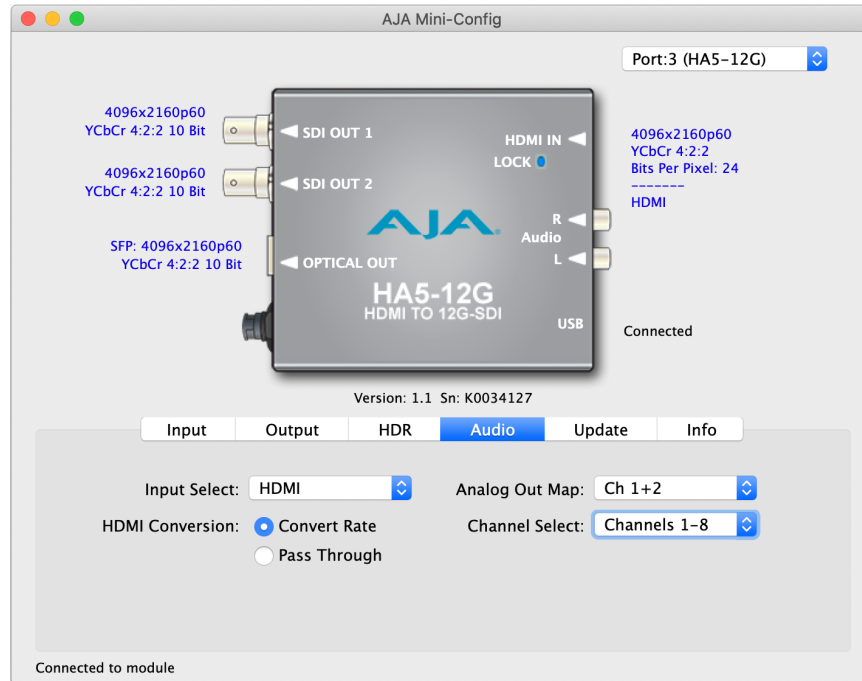 AJA Mini-Config
Port:3 (HA5-12G)
4096x2160p60
YCbCr 4:2:2 10 Bit
SDI OUT 1
HDMI IN
LOCK
4096x2160p60
YCbCr 4:2:2
Bits Per Pixel: 24
-------
HDMI
4096x2160p60
YCbCr 4:2:2 10 Bit
SDI OUT 2
AJA
R
Audio
L
SFP: 4096x2160p60
YCbCr 4:2:2 10 Bit
OPTICAL OUT
HA5-12G
HDMI TO 12G-SDI
USB
Connected
Version: 1.1 Sn: K0034127
Input Output HDR Audio Update Info
Input Select: HDMI Analog Out Map: Ch 1+2
HDMI Conversion: Convert Rate Channel Select: Channels 1-8
Pass Through
Connected to module